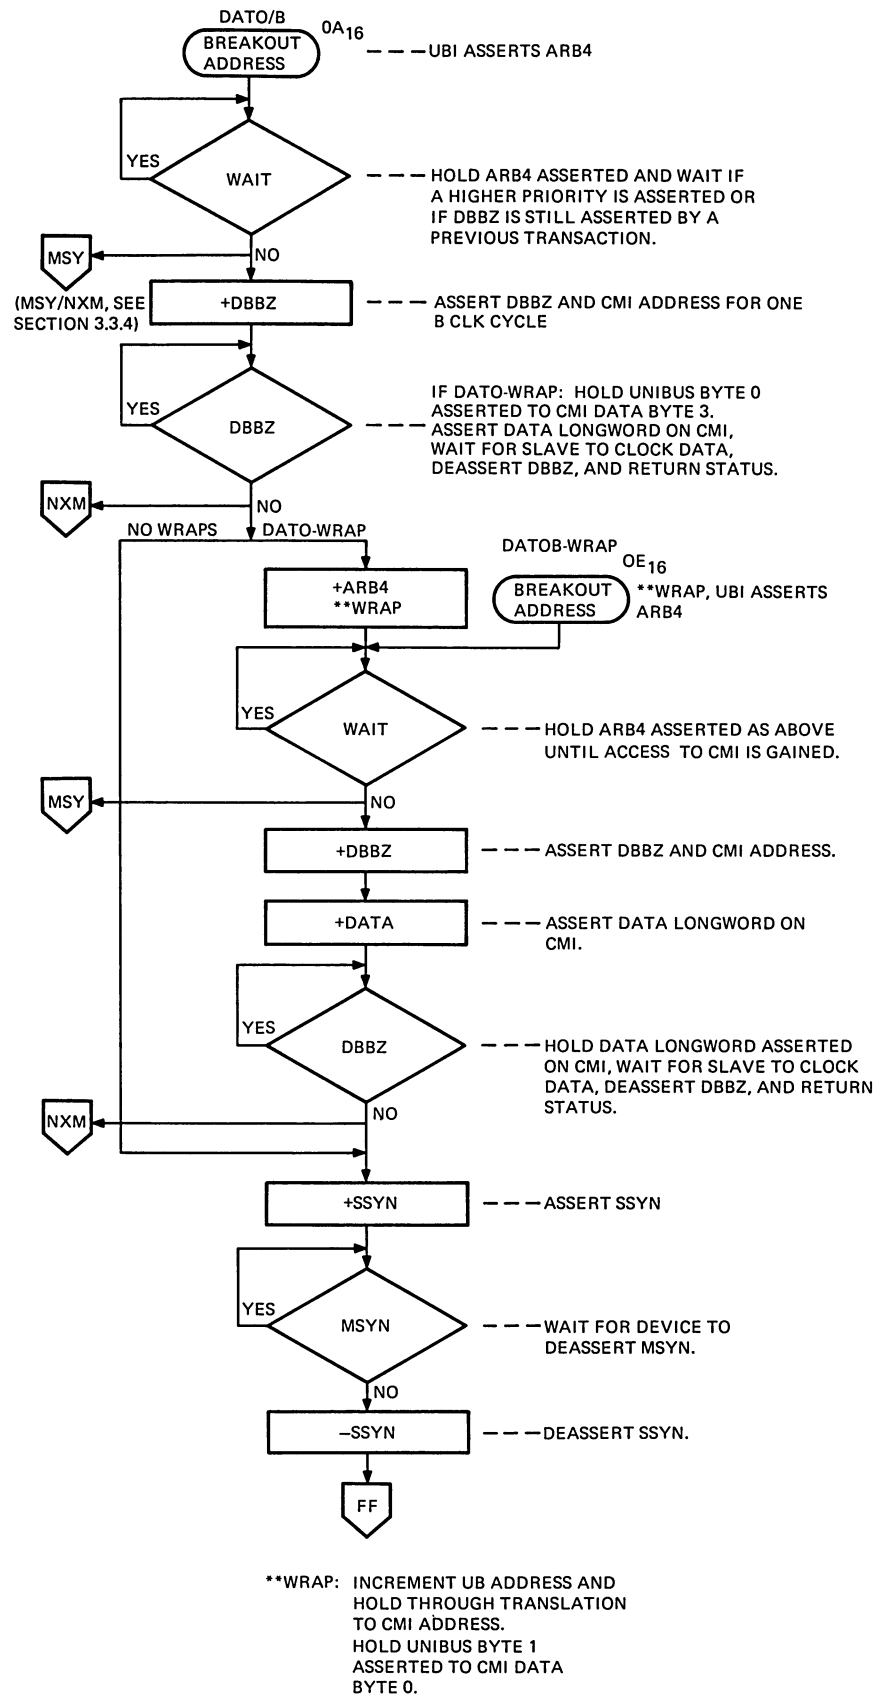 DATO/B
BREAKOUT
ADDRESS
0A16
UBI ASSERTS ARB4
YES
WAIT
HOLD ARB4 ASSERTED AND WAIT IF
A HIGHER PRIORITY IS ASSERTED OR
IF DBBZ IS STILL ASSERTED BY A
PREVIOUS TRANSACTION.
MSY
NO
(MSY/NXM, SEE
SECTION 3.3.4)
+DBBZ
ASSERT DBBZ AND CMI ADDRESS FOR ONE
B CLK CYCLE
YES
DBBZ
IF DATO-WRAP: HOLD UNIBUS BYTE 0
ASSERTED TO CMI DATA BYTE 3.
ASSERT DATA LONGWORD ON CMI,
WAIT FOR SLAVE TO CLOCK DATA,
DEASSERT DBBZ, AND RETURN STATUS.
NXM
NO
NO WRAPS
DATO-WRAP
DATOB-WRAP
OE16
+ARB4
**WRAP
BREAKOUT
ADDRESS
**WRAP, UBI ASSERTS
ARB4
YES
WAIT
HOLD ARB4 ASSERTED AS ABOVE
UNTIL ACCESS TO CMI IS GAINED.
MSY
NO
+DBBZ
ASSERT DBBZ AND CMI ADDRESS.
+DATA
ASSERT DATA LONGWORD ON
CMI.
YES
DBBZ
HOLD DATA LONGWORD ASSERTED
ON CMI, WAIT FOR SLAVE TO CLOCK
DATA, DEASSERT DBBZ, AND RETURN
STATUS.
NXM
NO
+SSYN
ASSERT SSYN
YES
MSYN
WAIT FOR DEVICE TO
DEASSERT MSYN.
NO
–SSYN
DEASSERT SSYN.
FF
**WRAP: INCREMENT UB ADDRESS AND
HOLD THROUGH TRANSLATION
TO CMI ADDRESS.
HOLD UNIBUS BYTE 1
ASSERTED TO CMI DATA
BYTE 0.